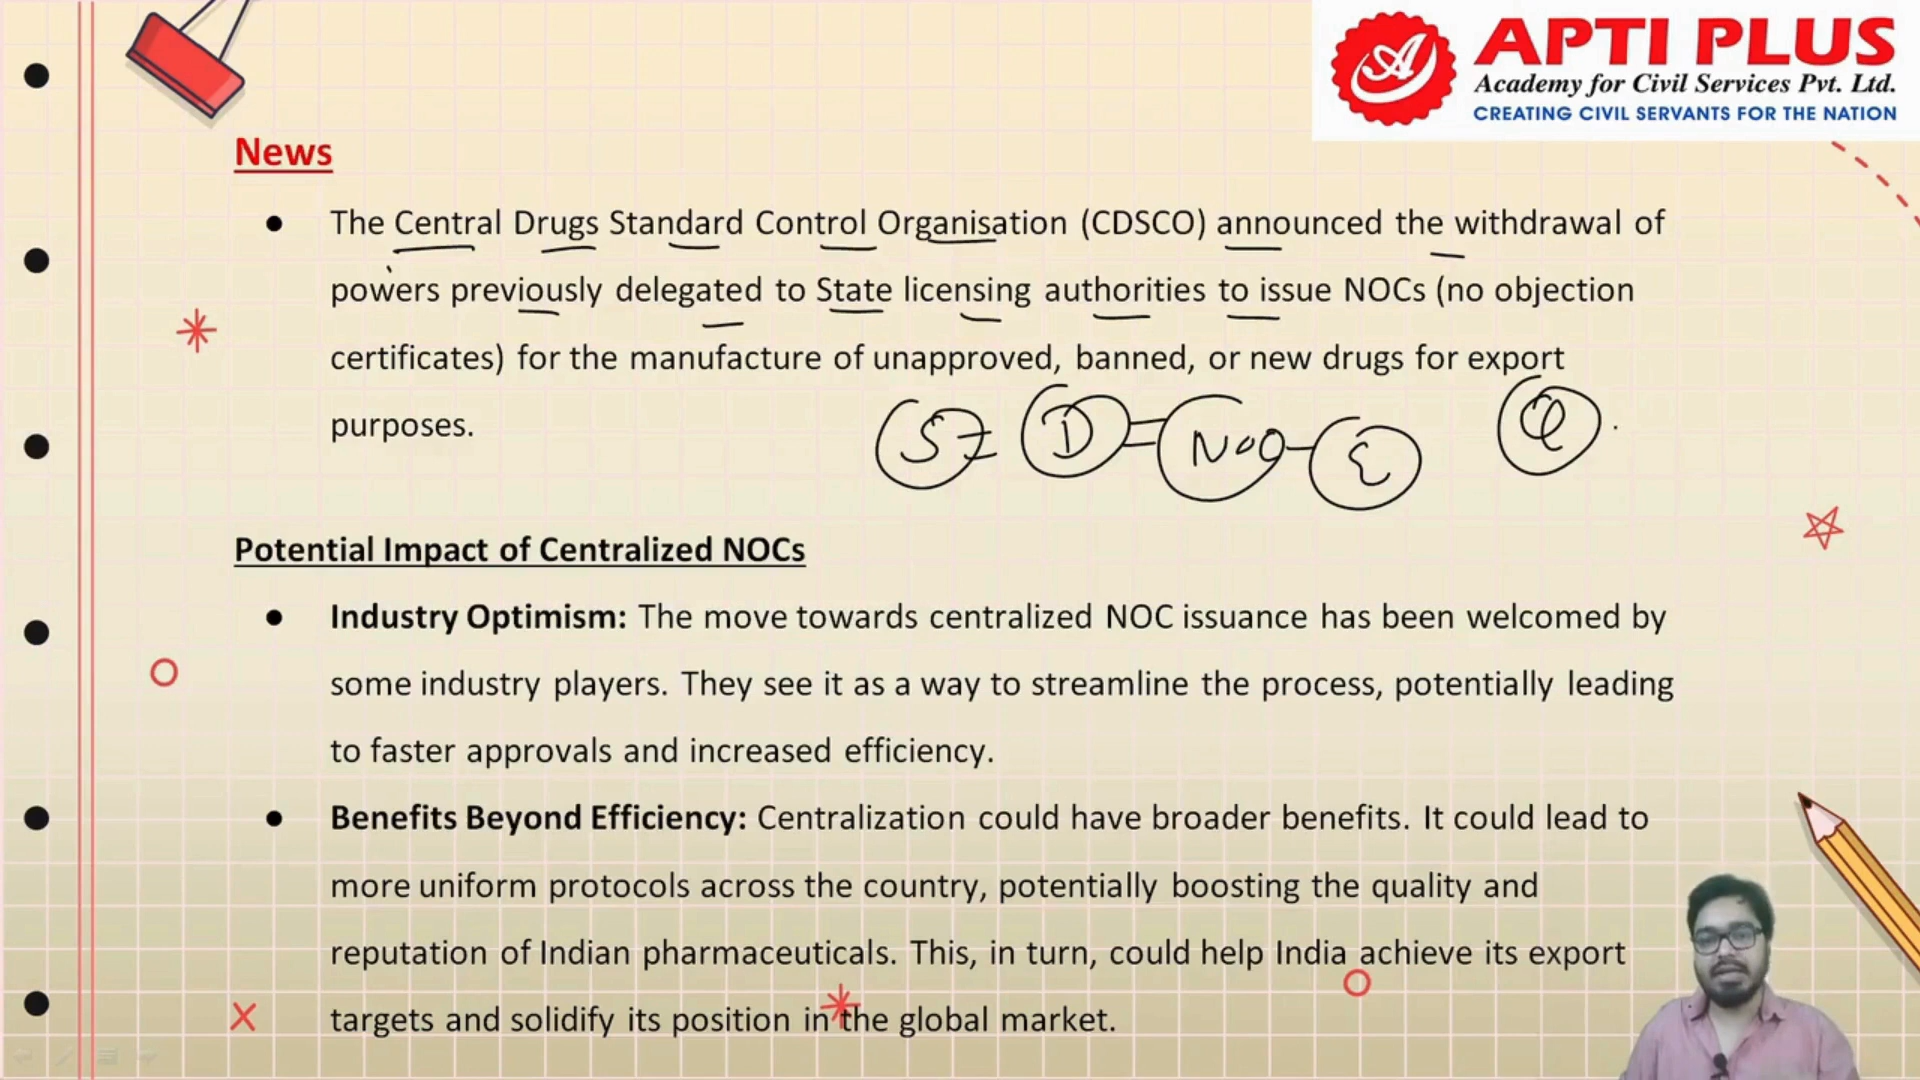 APTI PLUS
Academy for Civil Services Pvt. Ltd.
CREATING CIVIL SERVANTS FOR THE NATION
News
The Central Drugs Standard Control Organisation (CDSCO) announced the withdrawal of
powers previously delegated to State licensing authorities to issue NOCs (no objection
certificates) for the manufacture of unapproved, banned, or new drugs for export
purposes.
S D NOC E
Potential Impact of Centralized NOCs
Industry Optimism: The move towards centralized NOC issuance has been welcomed by
some industry players. They see it as a way to streamline the process, potentially leading
to faster approvals and increased efficiency.
Benefits Beyond Efficiency: Centralization could have broader benefits. It could lead to
more uniform protocols across the country, potentially boosting the quality and
reputation of Indian pharmaceuticals. This, in turn, could help India achieve its export
targets and solidify its position in the global market.